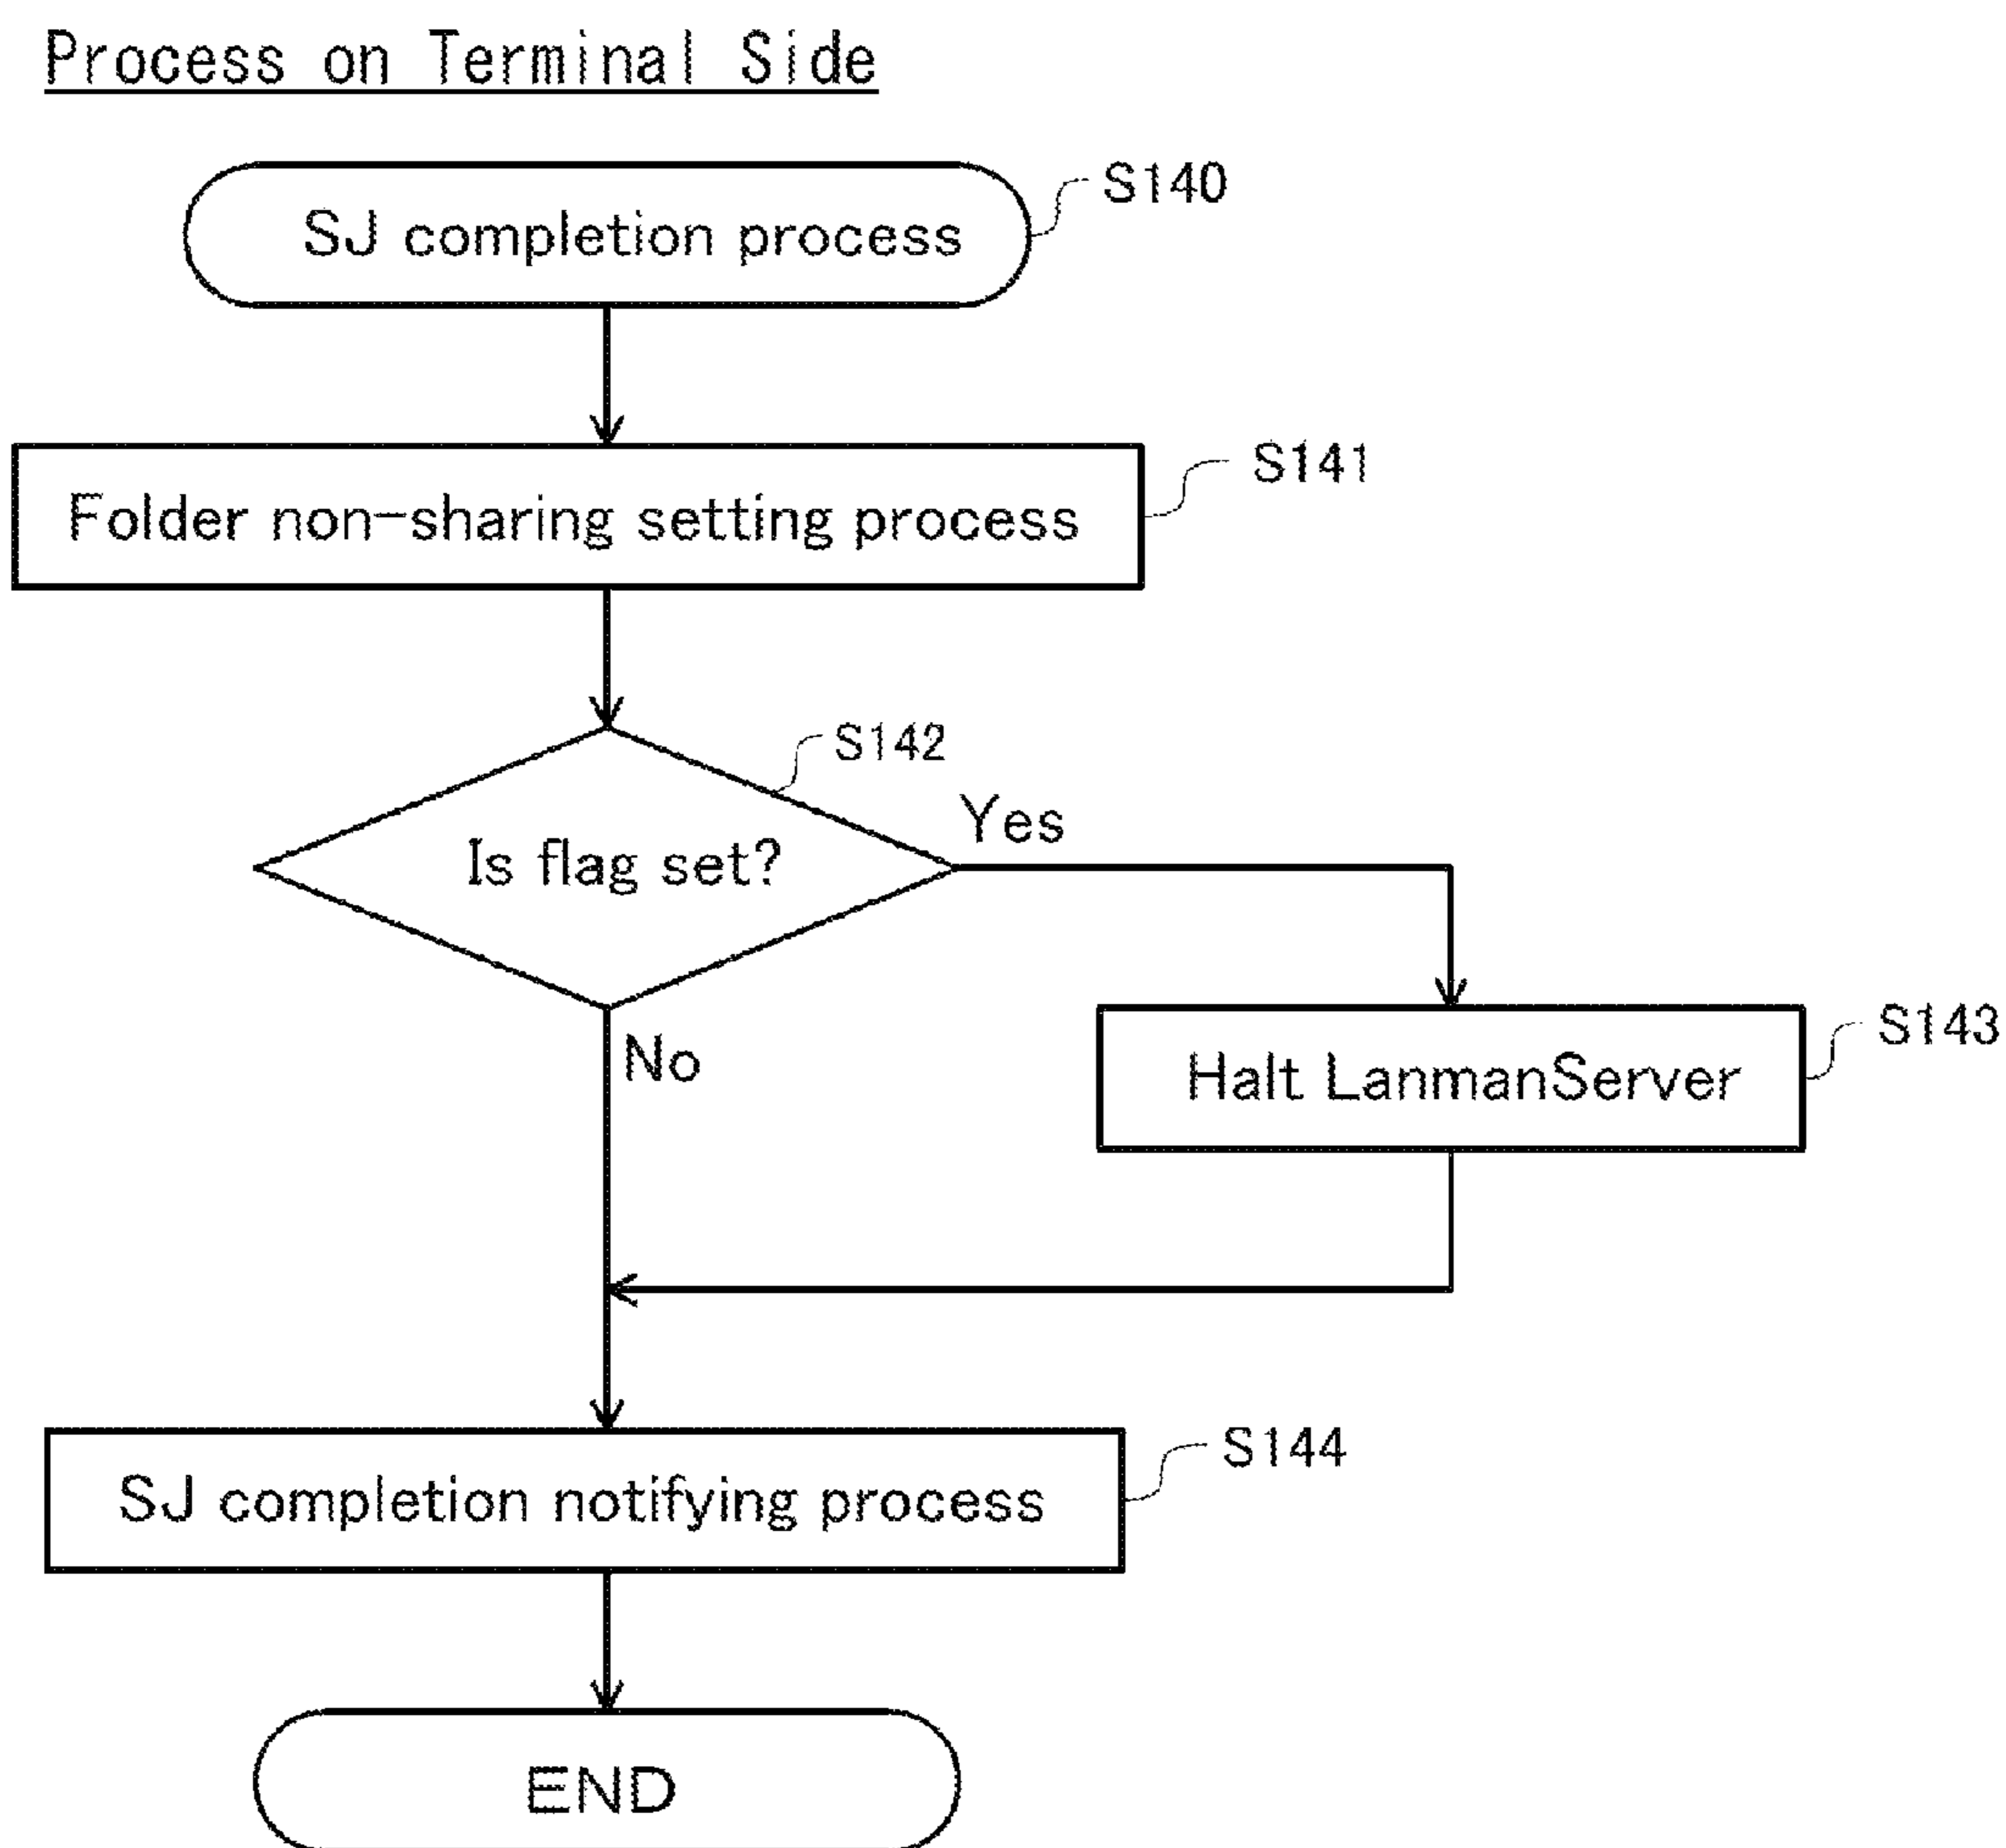 Process on Terminal Side
SJ completion process
S140
Folder non-sharing setting process
S141
S142
Is flag set?
Yes
No
Halt LanmanServer
S143
SJ completion notifying process
S144
END